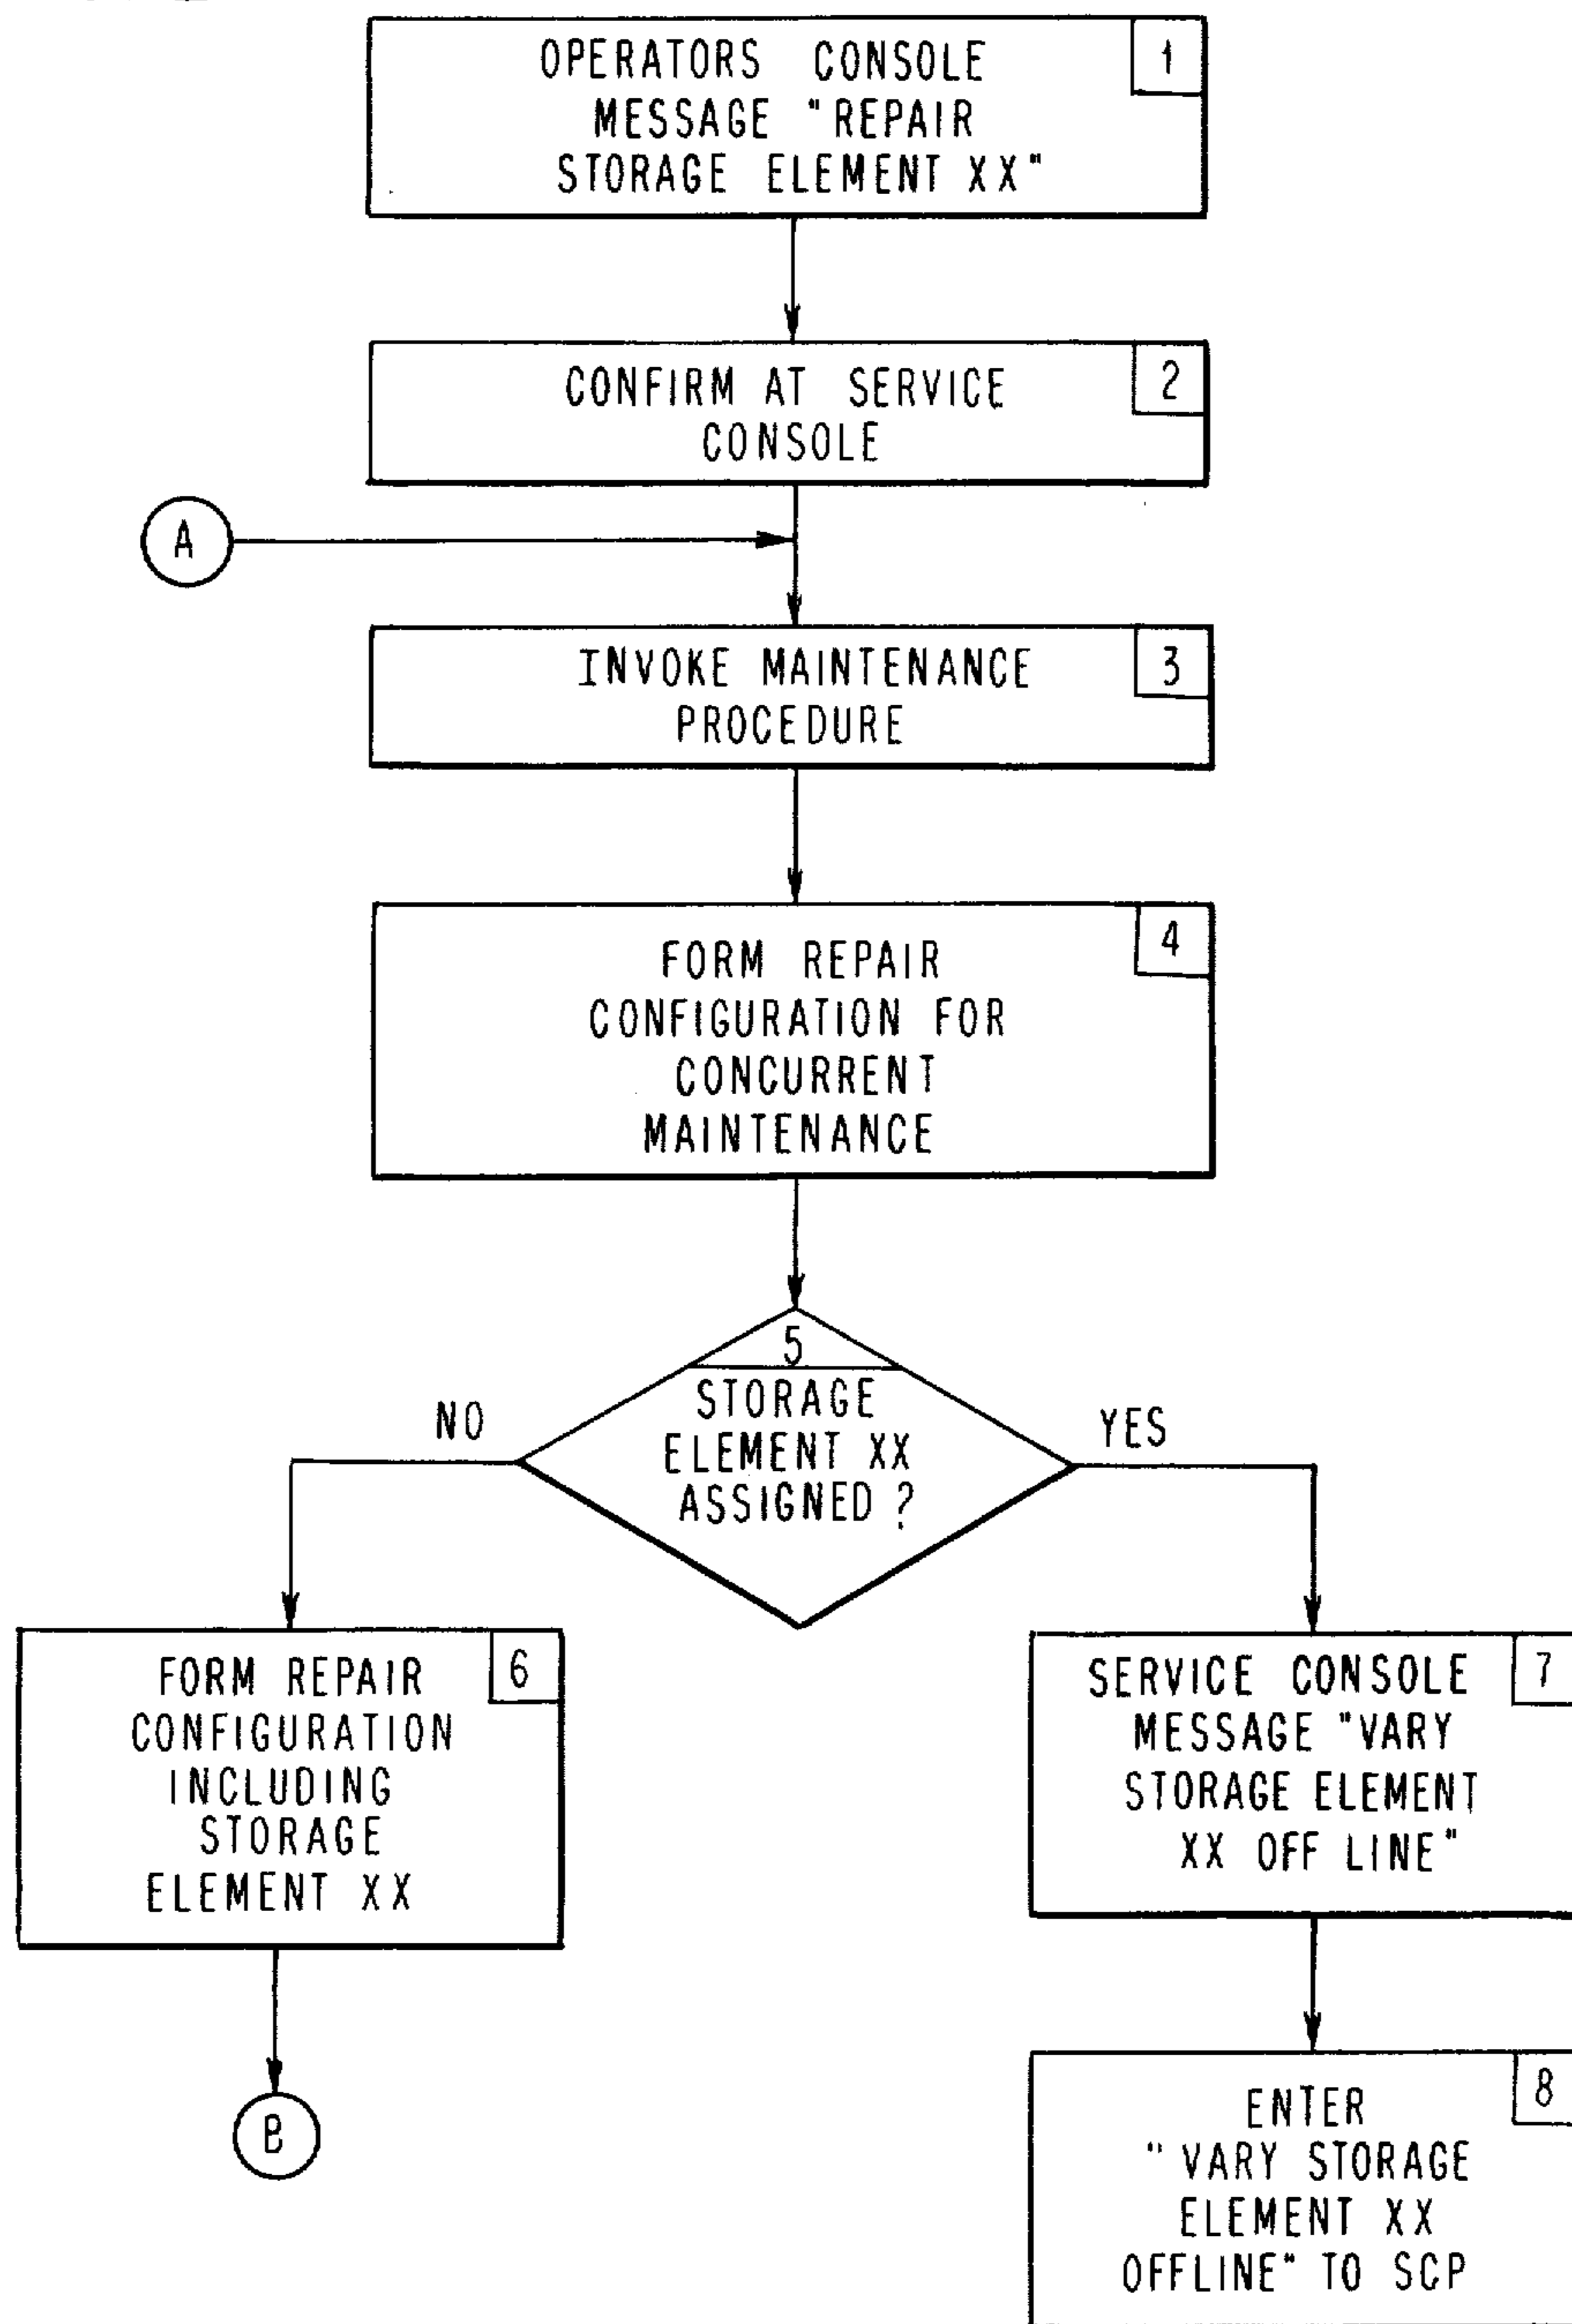 1
OPERATORS CONSOLE
MESSAGE "REPAIR
STORAGE ELEMENT XX"
2
CONFIRM AT SERVICE
CONSOLE
A
3
INVOKE MAINTENANCE
PROCEDURE
4
FORM REPAIR
CONFIGURATION FOR
CONCURRENT
MAINTENANCE
5
STORAGE
ELEMENT XX
ASSIGNED ?
NO
YES
6
FORM REPAIR
CONFIGURATION
INCLUDING
STORAGE
ELEMENT XX
B
7
SERVICE CONSOLE
MESSAGE "VARY
STORAGE ELEMENT
XX OFF LINE"
8
ENTER
"VARY STORAGE
ELEMENT XX
OFFLINE" TO SCP